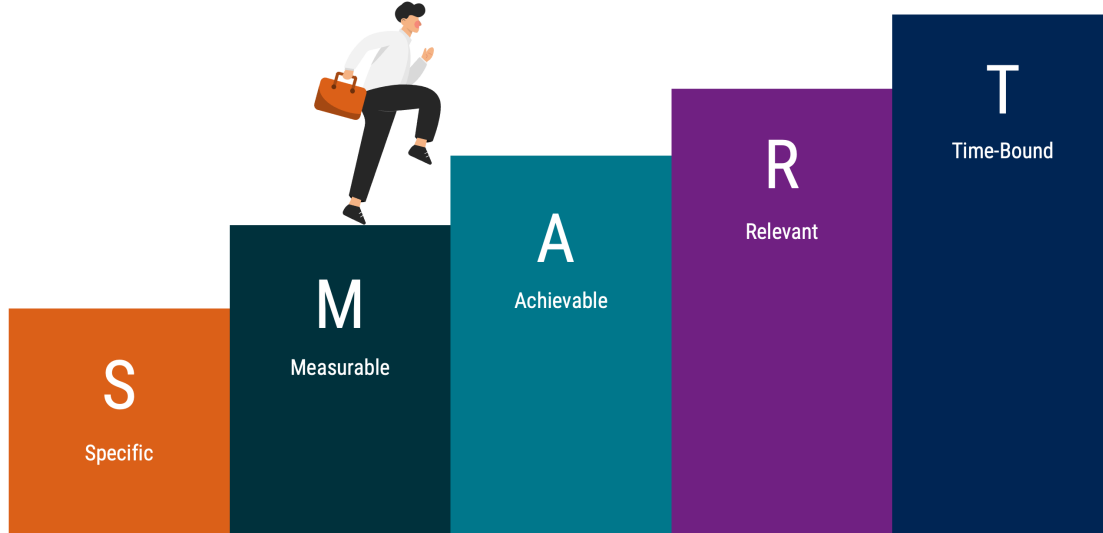 S
Specific
M
Measurable
A
Achievable
R
Relevant
T
Time-Bound